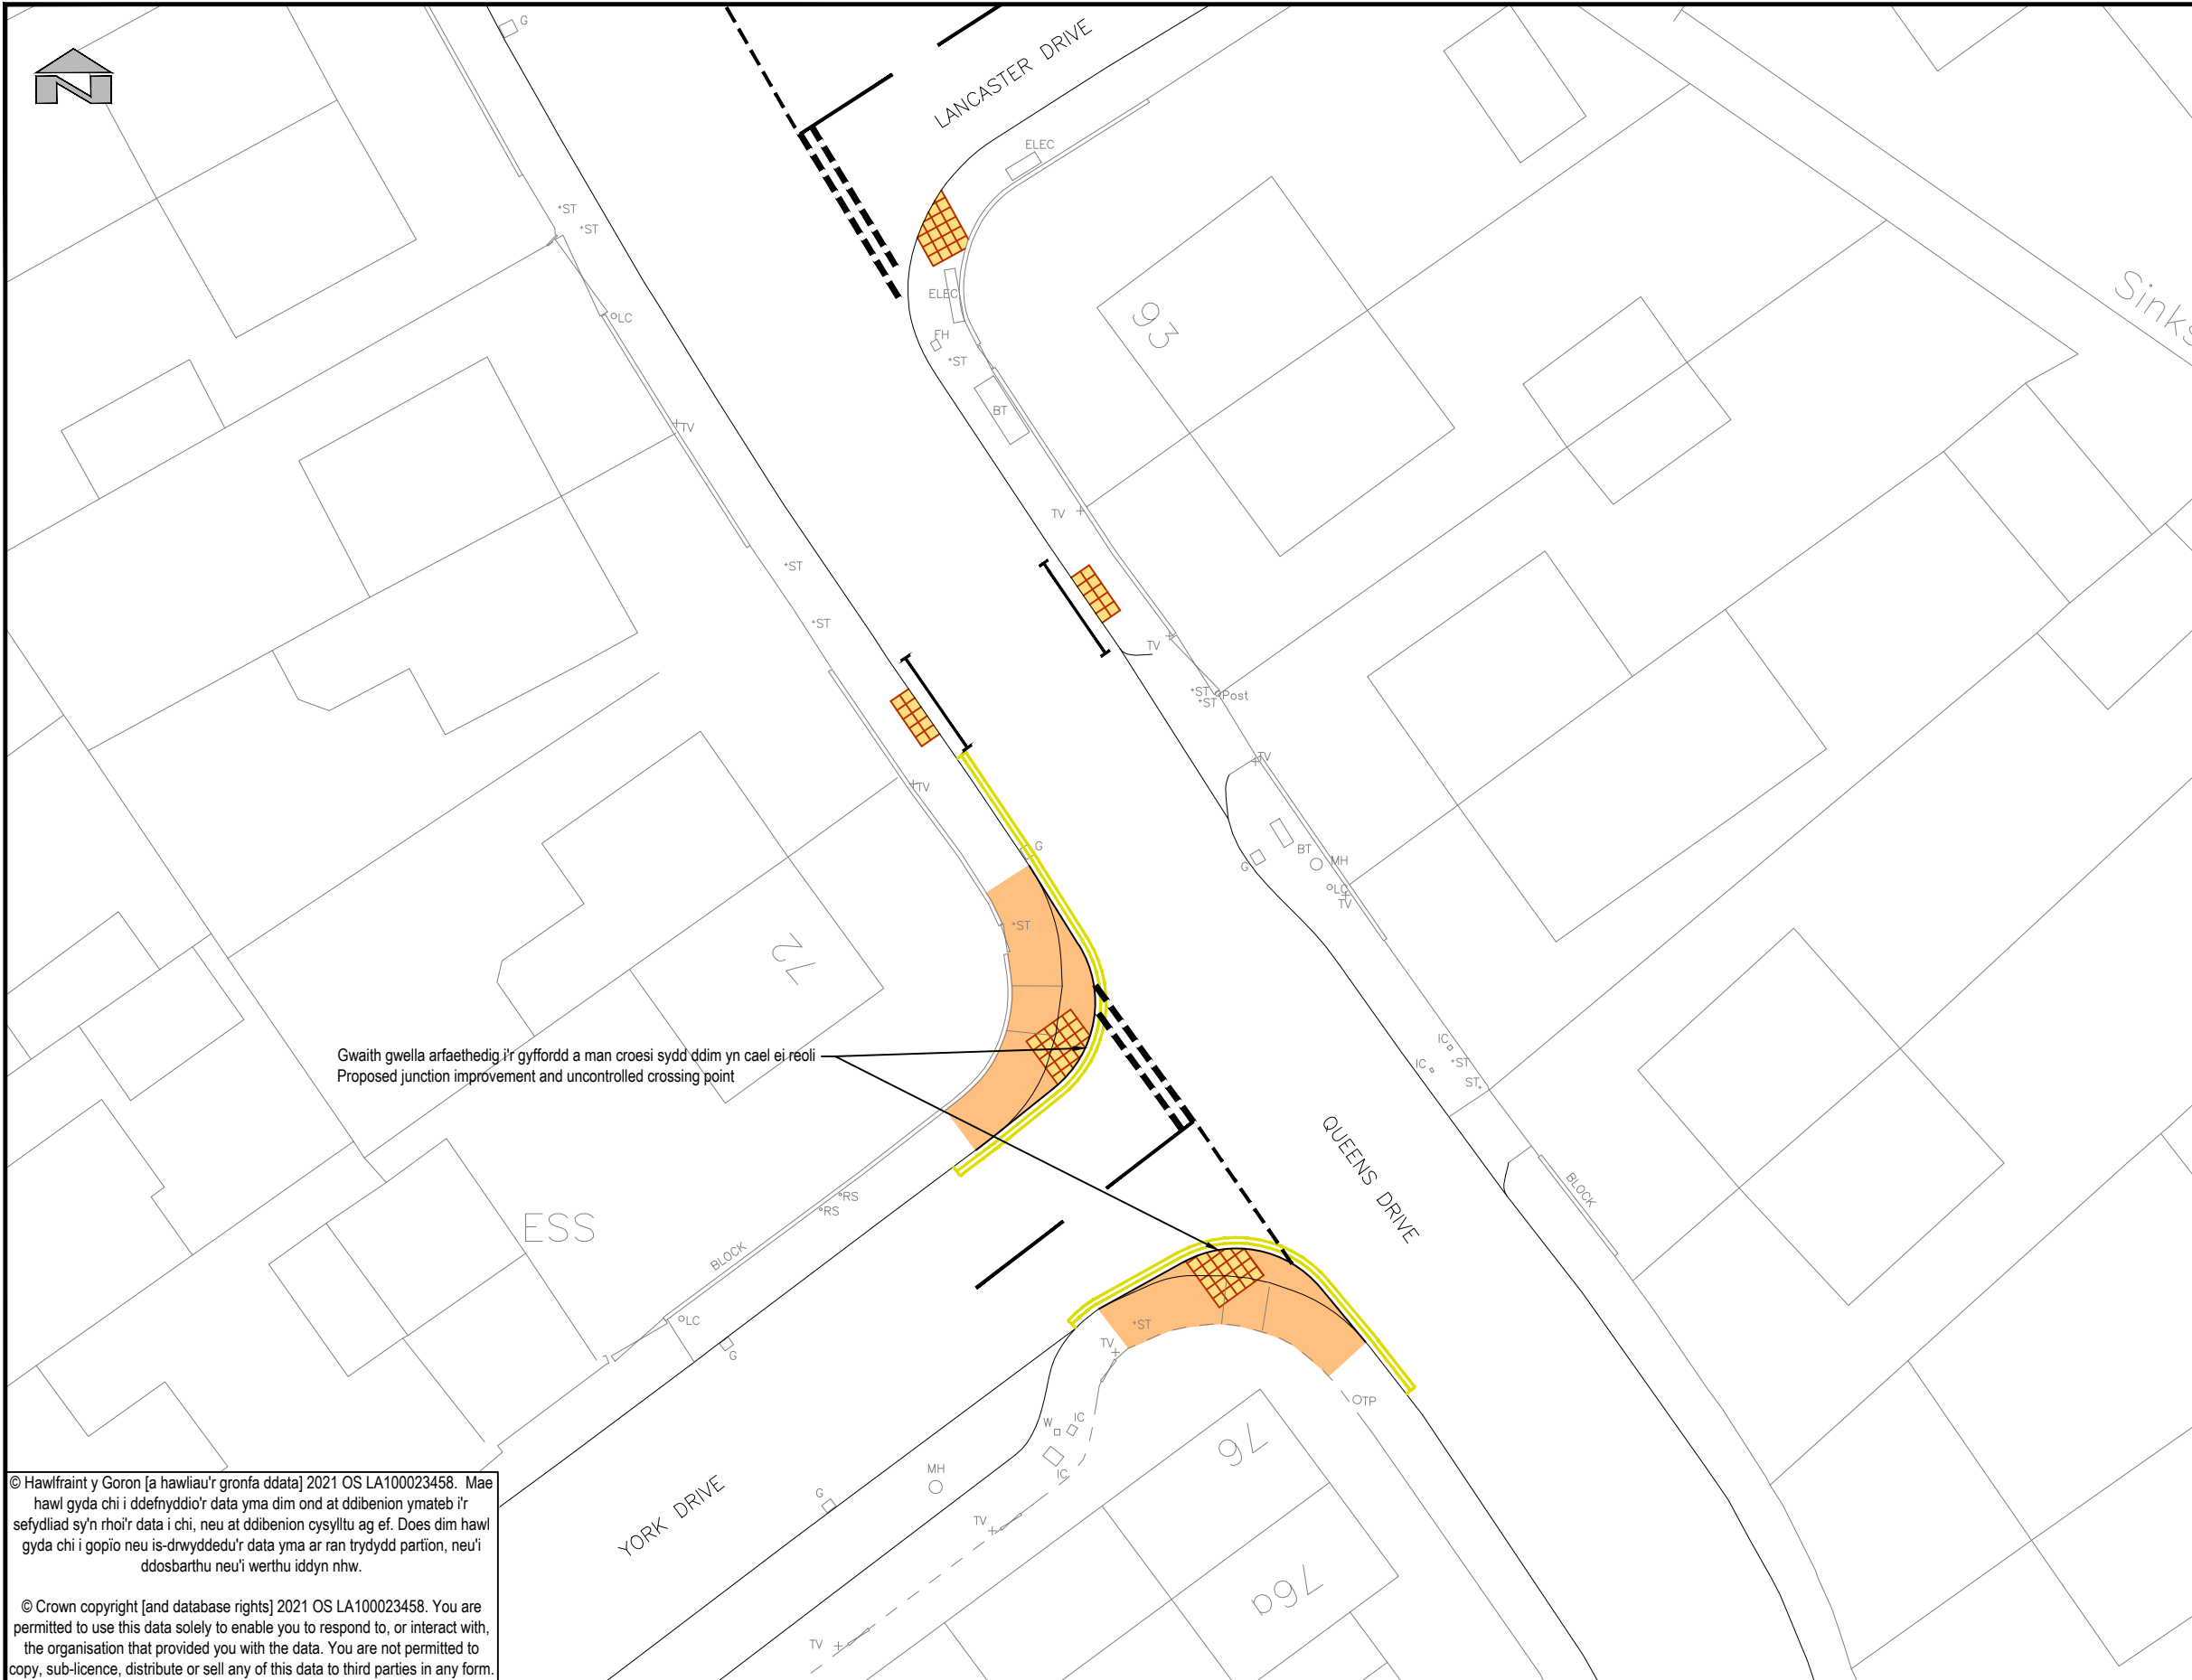 G
LANCASTER DRIVE
ELEC
ST
ST
ELEC
LC
FH
ST
93
Sinks
BT
TV
TV
ST
ST
TV
ST
Post
ST
TV
TV
G
BT
MH
G
LC
TV
ST
72
IC
IC
ST
ST
Gwaith gwella arfaethedig i'r gyffordd a man croesi sydd ddim yn cael ei reoli
Proposed junction improvement and uncontrolled crossing point
QUEENS DRIVE
BLOCK
RS
RS
ESS
BLOCK
LC
G
ST
TV
TP
W
IC
IC
76
MH
G
TV
YORK DRIVE
76a
TV
© Hawlfraint y Goron [a hawliau'r gronfa ddata] 2021 OS LA100023458.  Mae
hawl gyda chi i ddefnyddio'r data yma dim ond at ddibenion ymateb i'r
sefydliad sy'n rhoi'r data i chi, neu at ddibenion cysylltu ag ef. Does dim hawl
gyda chi i gopïo neu is-drwyddedu'r data yma ar ran trydydd partïon, neu'i
ddosbarthu neu'i werthu iddyn nhw.
© Crown copyright [and database rights] 2021 OS LA100023458. You are
permitted to use this data solely to enable you to respond to, or interact with,
the organisation that provided you with the data. You are not permitted to
copy, sub-licence, distribute or sell any of this data to third parties in any form.